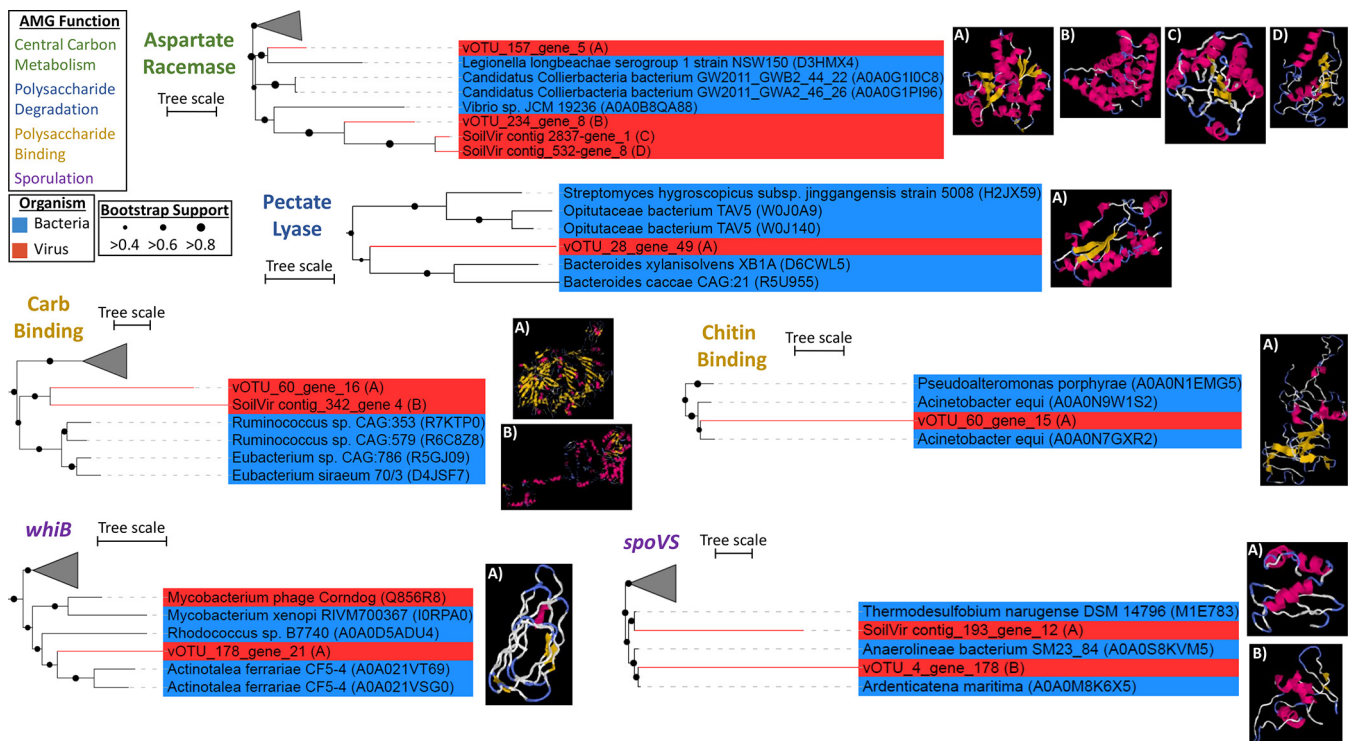 AMG Function
Central Carbon
Metabolism
Polysaccharide
Degradation
Polysaccharide
Binding
Sporulation
Organism
Bacteria
Virus
Bootstrap Support
>0.4 >0.6 >0.8
Aspartate
Racemase
Tree scale
vOTU_157_gene_5 (A)
Legionella longbeachae serogroup 1 strain NSW150 (D3HMX4)
Candidatus Collierbacteria bacterium GW2011_GWB2_44_22 (A0A0G1I0C8)
Candidatus Collierbacteria bacterium GW2011_GWA2_46_26 (A0A0G1PI96)
Vibrio sp. JCM 19236 (A0A0B8QA88)
vOTU_234_gene_8 (B)
SoilVir contig 2837-gene_1 (C)
SoilVir contig_532-gene_8 (D)
A)
B)
C)
D)
Pectate
Lyase
Tree scale
Streptomyces hygroscopicus subsp. jinggangensis strain 5008 (H2JX59)
Opitutaceae bacterium TAV5 (W0J0A9)
Opitutaceae bacterium TAV5 (W0J140)
vOTU_28_gene_49 (A)
Bacteroides xylanisolvens XB1A (D6CWL5)
Bacteroides caccae CAG:21 (R5U955)
A)
Carb
Binding
Tree scale
vOTU_60_gene_16 (A)
SoilVir contig_342_gene 4 (B)
Ruminococcus sp. CAG:353 (R7KTP0)
Ruminococcus sp. CAG:579 (R6C8Z8)
Eubacterium sp. CAG:786 (R5GJ09)
Eubacterium siraeum 70/3 (D4JSF7)
A)
B)
Chitin
Binding
Tree scale
Pseudoalteromonas porphyrae (A0A0N1EMG5)
Acinetobacter equi (A0A0N9W1S2)
vOTU_60_gene_15 (A)
Acinetobacter equi (A0A0N7GXR2)
A)
whiB
Tree scale
Mycobacterium phage Corndog (Q856R8)
Mycobacterium xenopi RIVM700367 (I0RPA0)
Rhodococcus sp. B7740 (A0A0D5ADU4)
vOTU_178_gene_21 (A)
Actinotalea ferrariae CF5-4 (A0A021VT69)
Actinotalea ferrariae CF5-4 (A0A021VSG0)
A)
spoVS
Tree scale
Thermodesulfobium narugense DSM 14796 (M1E783)
SoilVir contig_193_gene_12 (A)
Anaerolineae bacterium SM23_84 (A0A0S8KVM5)
vOTU_4_gene_178 (B)
Ardenticatena maritima (A0A0M8K6X5)
A)
B)